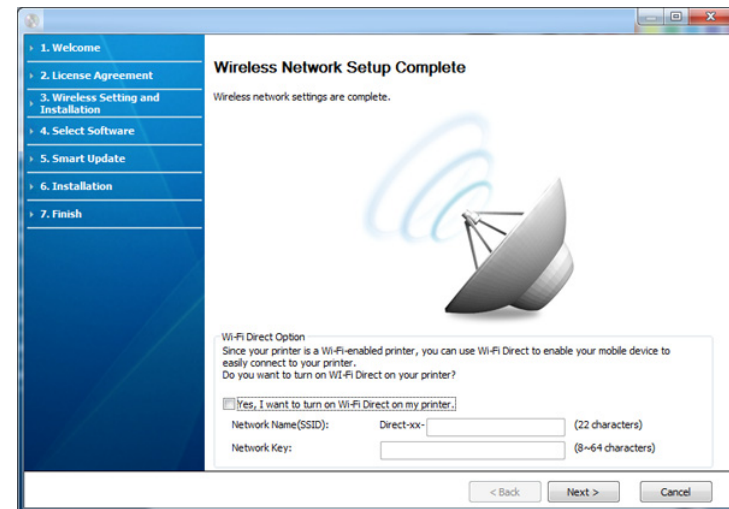 1. Welcome
2. License Agreement
3. Wireless Setting and
Installation
4. Select Software
5. Smart Update
6. Installation
7. Finish
Wireless Network Setup Complete
Wireless network settings are complete.
Wi-Fi Direct Option
Since your printer is a Wi-Fi-enabled printer, you can use Wi-Fi Direct to enable your mobile device to
easily connect to your printer.
Do you want to turn on WI-Fi Direct on your printer?
Yes, I want to turn on Wi-Fi Direct on my printer.
Network Name(SSID): Direct-xx- (22 characters)
Network Key: (8~64 characters)
< Back Next > Cancel